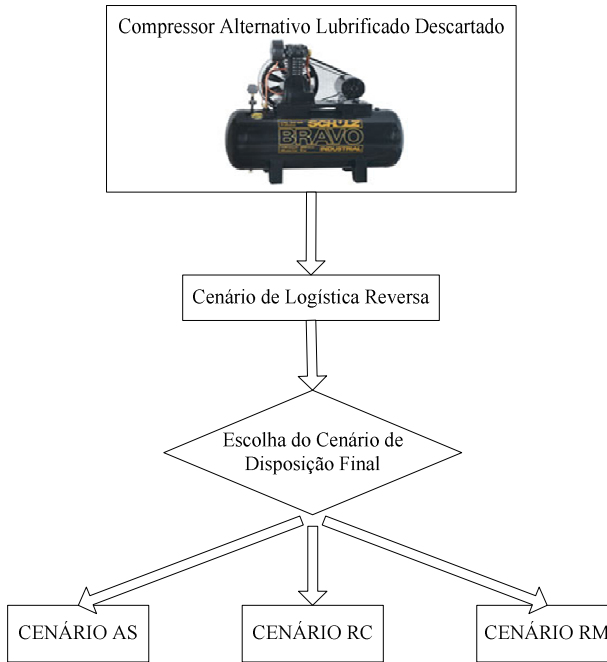 Compressor Alternativo Lubrificado Descartado
SCHULZ
BRAVO
INDUSTRIAL
Cenário de Logística Reversa
Escolha do Cenário de
Disposição Final
CENÁRIO AS
CENÁRIO RC
CENÁRIO RM